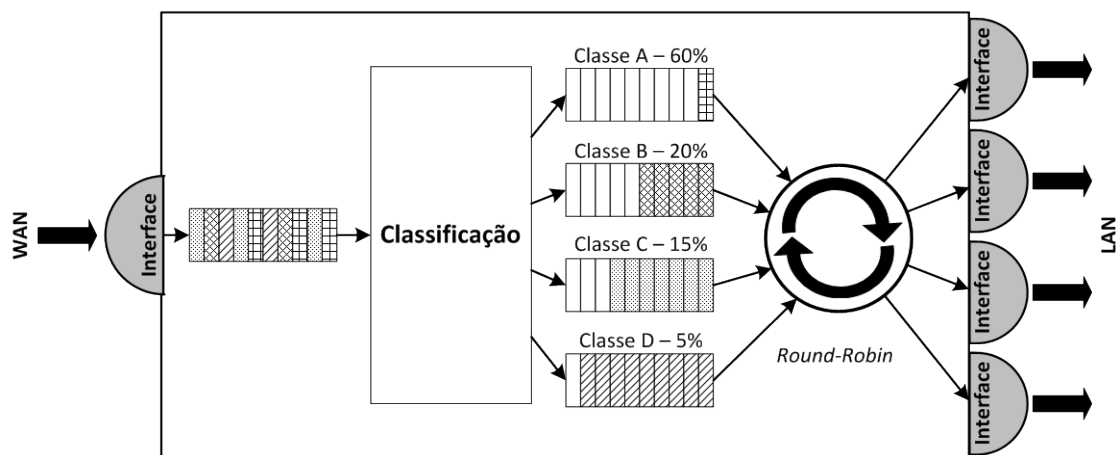 WAN
Interface
Classificação
Classe A – 60%
Classe B – 20%
Classe C – 15%
Classe D – 5%
Round-Robin
Interface
Interface
Interface
Interface
LAN